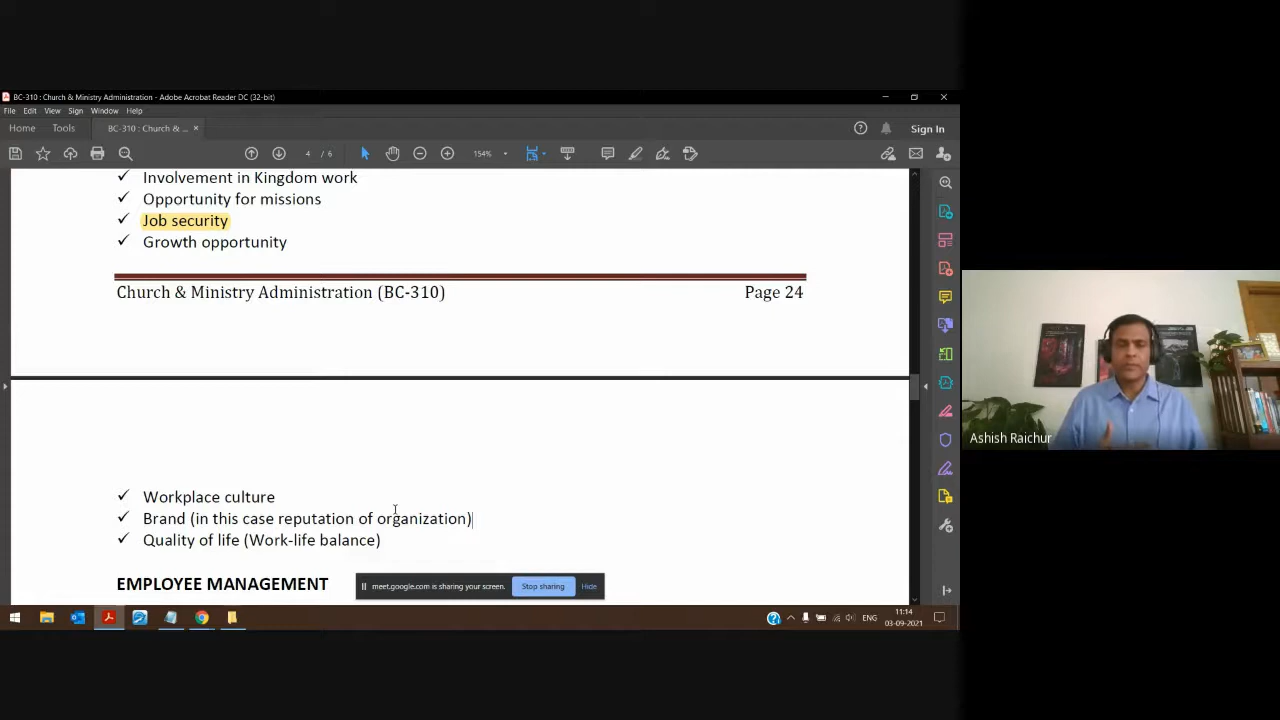 BC-310 : Church & Ministry Administration - Adobe Acrobat Reader DC (32-bit)
File Edit View Sign Window Help
Home Tools BC-310 : Church & ... × Sign In
4 / 6 154%
✓ Involvement in Kingdom work
✓ Opportunity for missions
✓ Job security
✓ Growth opportunity
Church & Ministry Administration (BC-310) Page 24
✓ Workplace culture
✓ Brand (in this case reputation of organization)
✓ Quality of life (Work-life balance)
EMPLOYEE MANAGEMENT
meet.google.com is sharing your screen. Stop sharing Hide
ENG 11:14
03-09-2021
Ashish Raichur